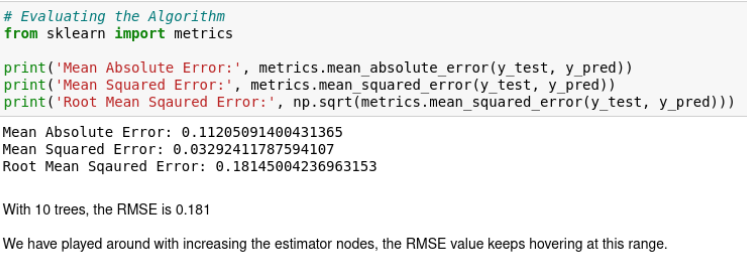 # Evaluating the Algorithm
from sklearn import metrics
print('Mean Absolute Error:', metrics.mean_absolute_error(y_test, y_pred))
print('Mean Squared Error:', metrics.mean_squared_error(y_test, y_pred))
print('Root Mean Sqaured Error:', np.sqrt(metrics.mean_squared_error(y_test, y_pred)))
Mean Absolute Error: 0.11205091400431365
Mean Squared Error: 0.03292411787594107
Root Mean Sqaured Error: 0.18145004236963153
With 10 trees, the RMSE is 0.181
We have played around with increasing the estimator nodes, the RMSE value keeps hovering at this range.